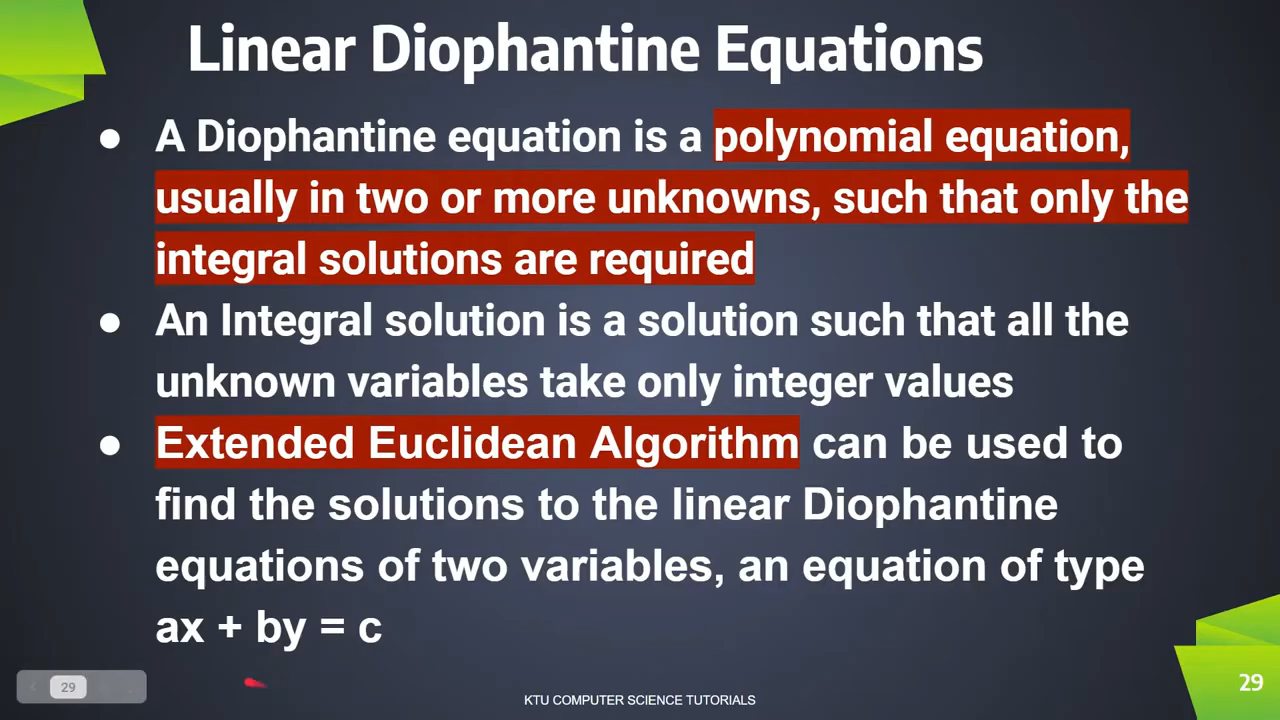 Linear Diophantine Equations
● A Diophantine equation is a polynomial equation,
usually in two or more unknowns, such that only the
integral solutions are required
● An Integral solution is a solution such that all the
unknown variables take only integer values
● Extended Euclidean Algorithm can be used to
find the solutions to the linear Diophantine
equations of two variables, an equation of type
ax + by = c
29
KTU COMPUTER SCIENCE TUTORIALS
29